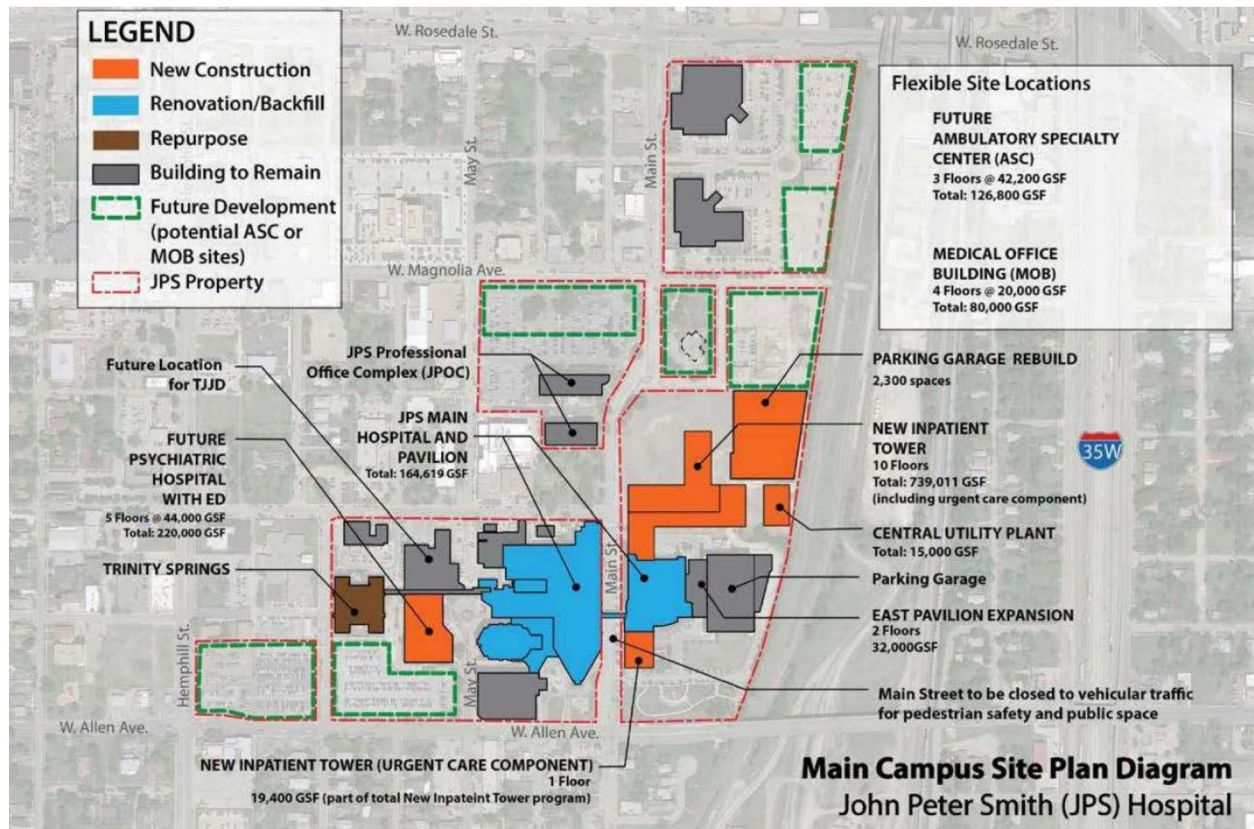 W. Rosedale St.
W. Rosedale St.
LEGEND
New Construction
Renovation/Backfill
Repurpose
Building to Remain
Future Development
(potential ASC or
MOB sites)
JPS Property
May St.
Main St.
Flexible Site Locations
FUTURE
AMBULATORY SPECIALTY
CENTER (ASC)
3 Floors @ 42,200 GSF
Total: 126,800 GSF
MEDICAL OFFICE
BUILDING (MOB)
4 Floors @ 20,000 GSF
Total: 80,000 GSF
W. Magnolia Ave.
Future Location
for TJJD
JPS Professional
Office Complex (JPOC)
PARKING GARAGE REBUILD
2,300 spaces
FUTURE
PSYCHIATRIC
HOSPITAL
WITH ED
5 Floors @ 44,000 GSF
Total: 220,000 GSF
JPS MAIN
HOSPITAL AND
PAVILION
Total: 164,619 GSF
NEW INPATIENT
TOWER
10 Floors
Total: 739,011 GSF
(including urgent care component)
35W
CENTRAL UTILITY PLANT
Total: 15,000 GSF
TRINITY SPRINGS
Main St.
Parking Garage
EAST PAVILION EXPANSION
2 Floors
32,000GSF
Hemphill St.
May St.
Main Street to be closed to vehicular traffic
for pedestrian safety and public space
W. Allen Ave.
W. Allen Ave.
NEW INPATIENT TOWER (URGENT CARE COMPONENT)
1 Floor
19,400 GSF (part of total New Inpateint Tower program)
Main Campus Site Plan Diagram
John Peter Smith (JPS) Hospital